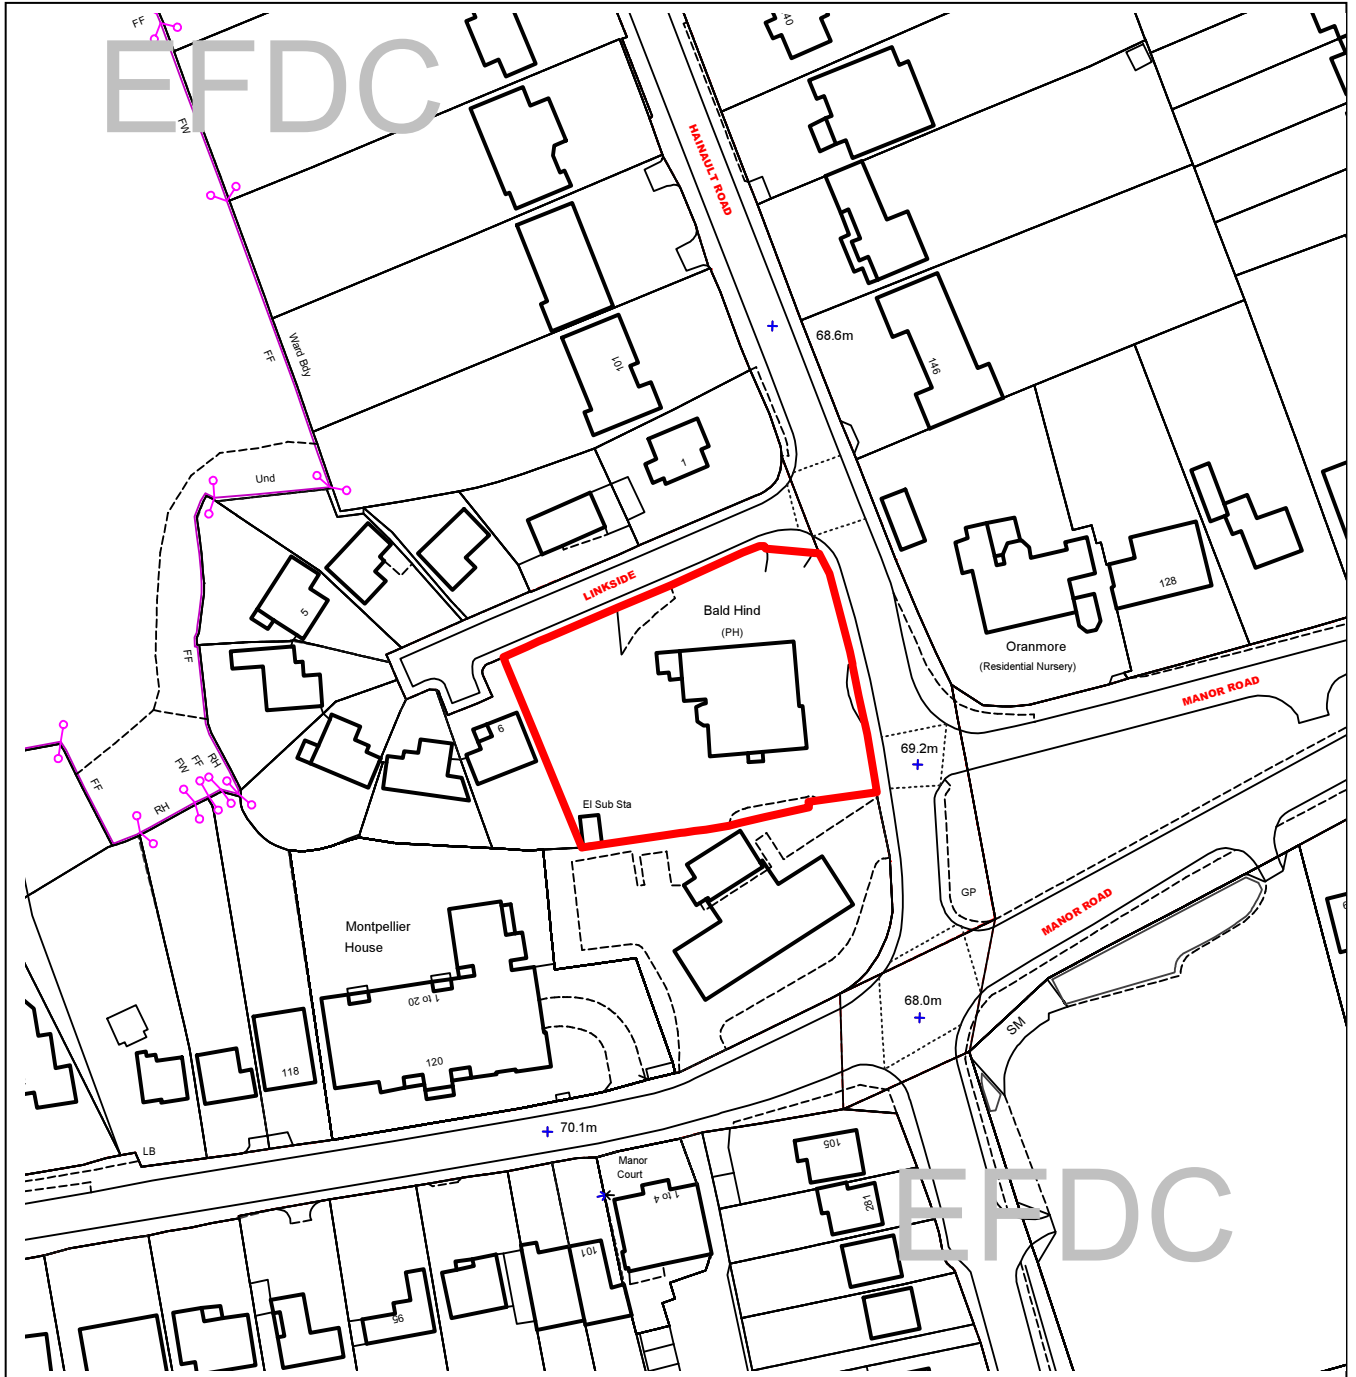 FF
EFDC
40
FW
HAINAULT ROAD
68.6m
Ward Bdy
FF
101
146
1
Und
LINKSIDE
5
Bald Hind
(PH)
128
Oranmore
(Residential Nursery)
MANOR ROAD
FF
9
69.2m
RH
FF
FW
FF
RH
El Sub Sta
GP
MANOR ROAD
Montpellier
House
1 to 20
68.0m
SM
120
118
70.1m
LB
105
Manor
Court
1 to 4
281
EFDC
101
95